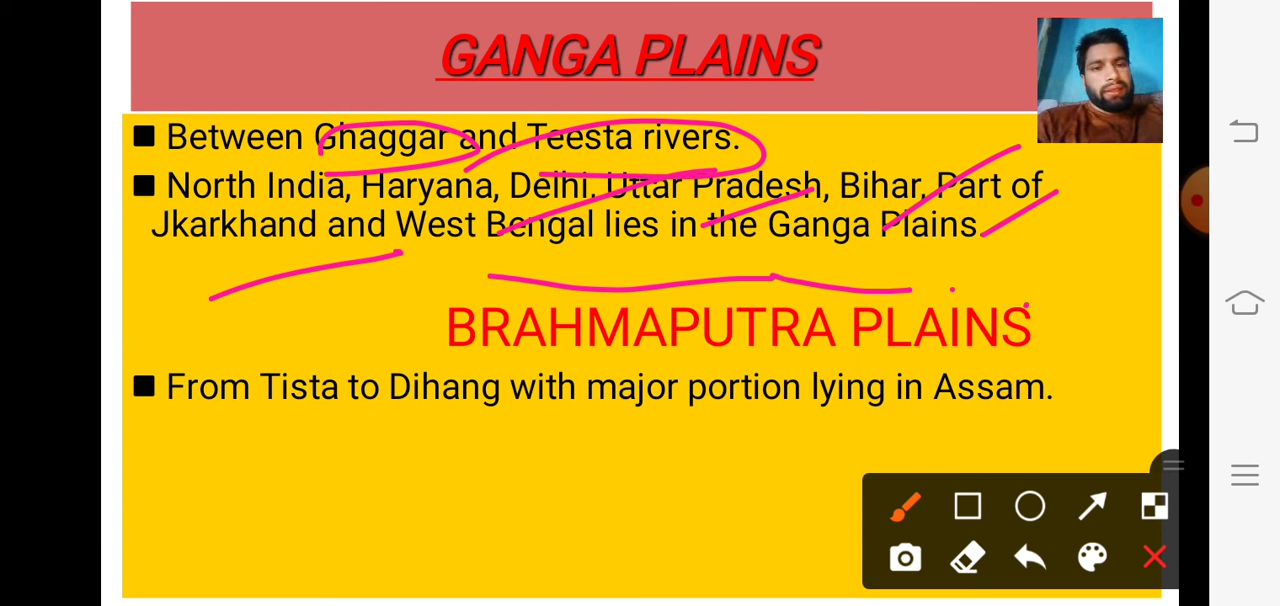 GANGA PLAINS
Between Ghaggar and Teesta rivers.
North India, Haryana, Delhi, Uttar Pradesh, Bihar, Part of
Jkarkhand and West Bengal lies in the Ganga Plains.
BRAHMAPUTRA PLAINS
From Tista to Dihang with major portion lying in Assam.